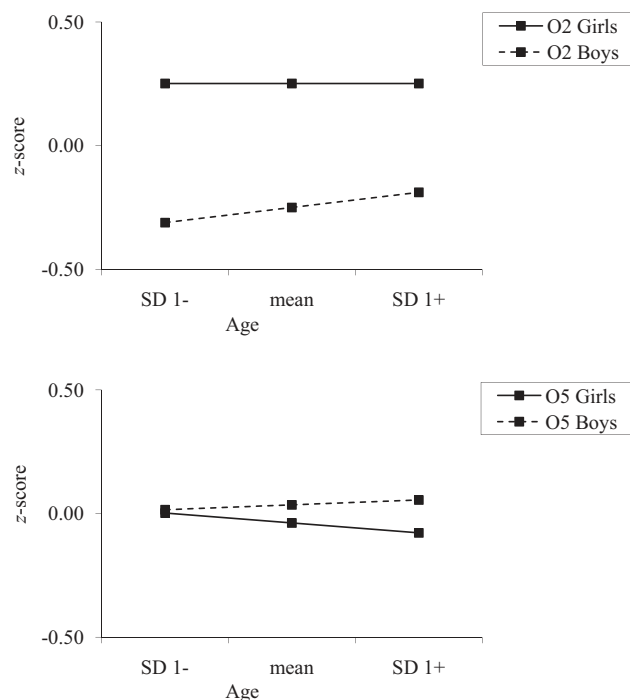 0.50
O2 Girls
O2 Boys
z-score
0.00
-0.50
SD 1-
mean
SD 1+
Age
0.50
O5 Girls
O5 Boys
z-score
0.00
-0.50
SD 1-
mean
SD 1+
Age